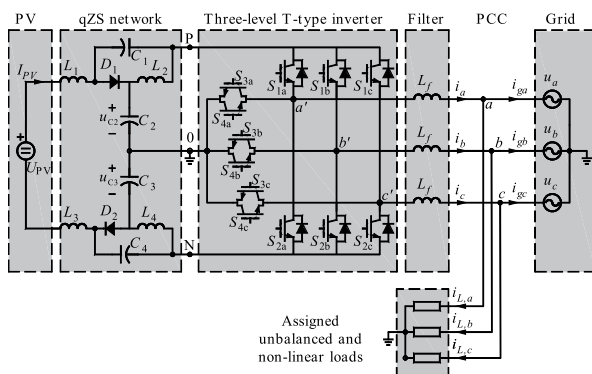 PV qZS network Three-level T-type inverter Filter PCC Grid
P
C1
S3a S1a S1b S1c
IPV L1 D1 L2 Lf ia iga ua
S4a a' a
uC2 C2 S3b
0 b' Lf ib b igb ub
UPV S4b
uC3 C3 S3c
c' Lf ic c igc uc
L3 D2 L4 S4c
C4 N S2a S2b S2c
iL,a
Assigned iL,b
unbalanced and
non-linear loads iL,c